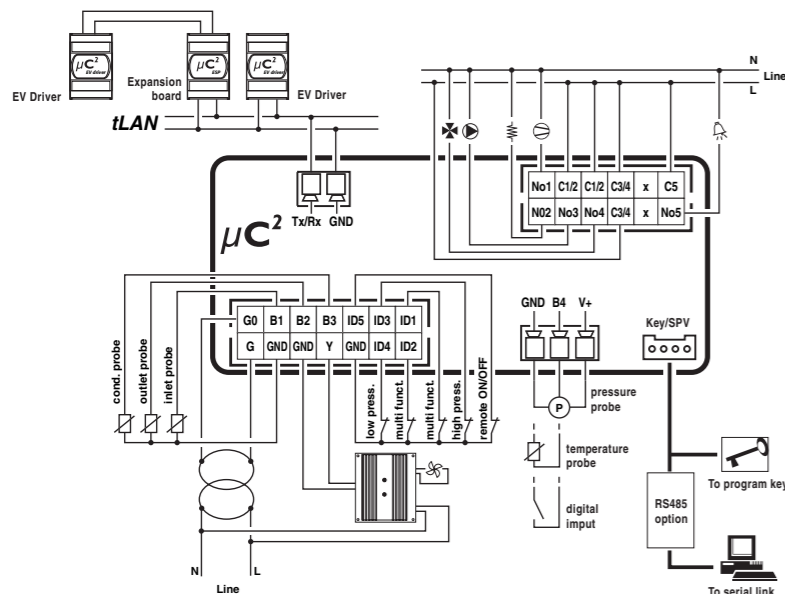 µC²
EV driver
µC²
ESP
µC²
EV driver
EV Driver
Expansion
board
EV Driver
tLAN
N
Line
L
No1 C1/2 C1/2 C3/4 x C5
N02 No3 No4 C3/4 x No5
Tx/Rx GND
µC²
G0 B1 B2 B3 ID5 ID3 ID1
G GND GND Y GND ID4 ID2
GND B4 V+
Key/SPV
cond. probe
outlet probe
inlet probe
low press.
multi funct.
multi funct.
high press.
remote ON/OFF
P
pressure
probe
temperature
probe
digital
imput
To program key
RS485
option
To serial link
N L
Line